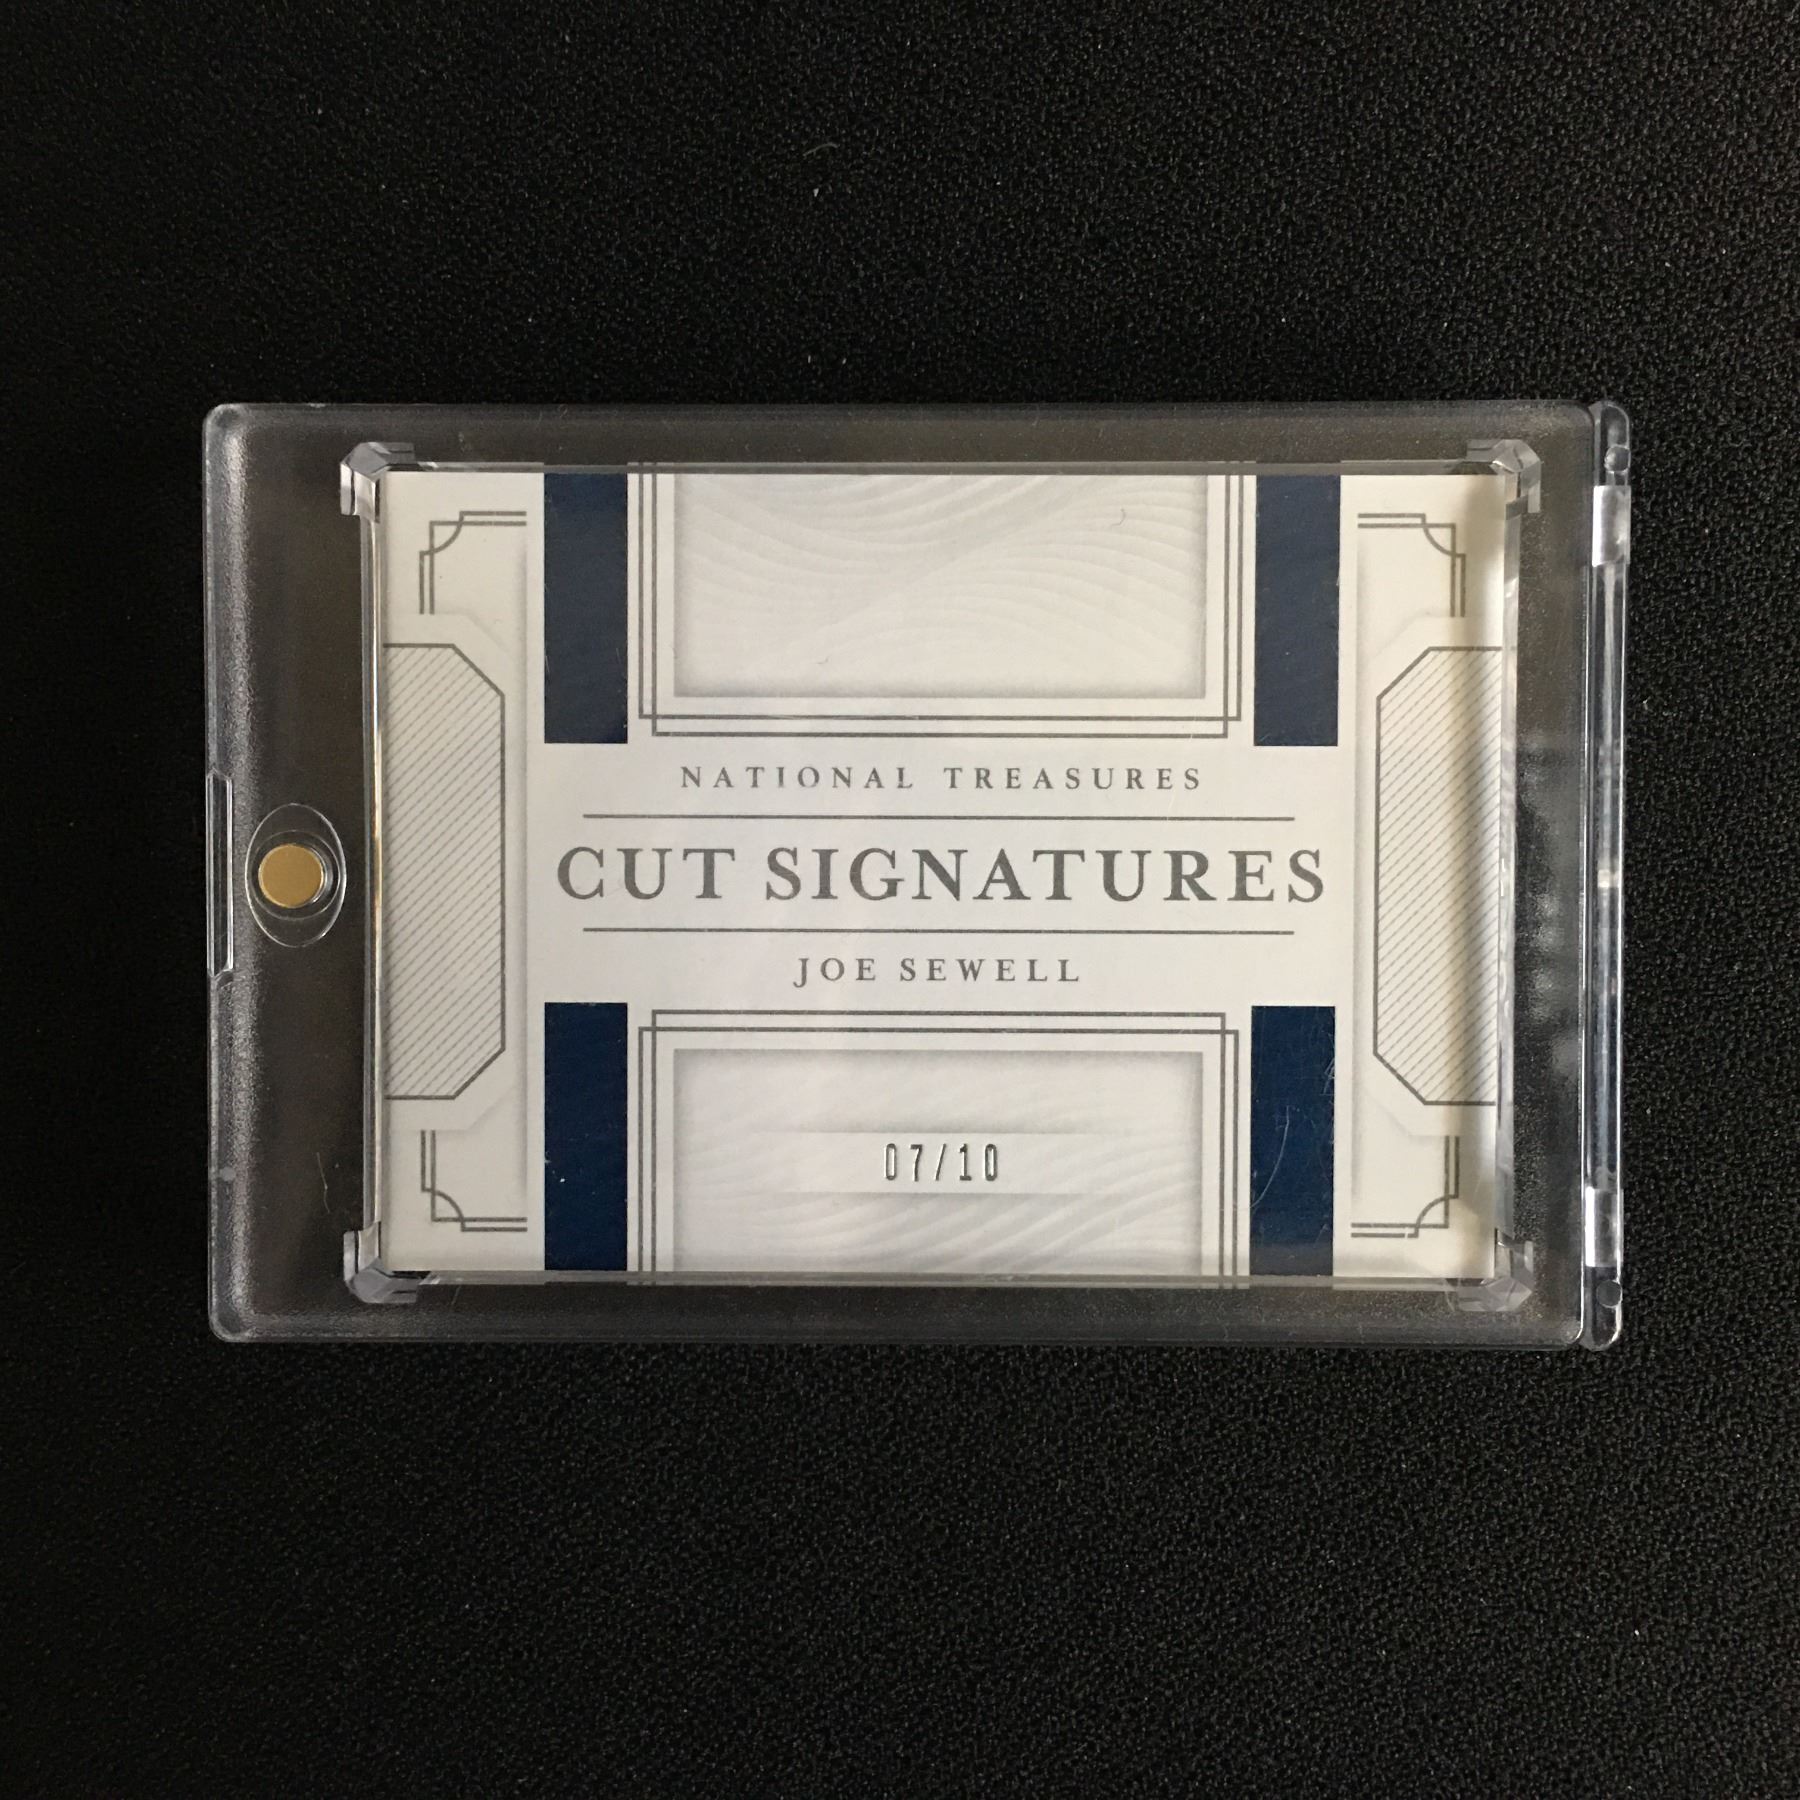 NATIONAL TREASURES
CUT SIGNATURES
JOE SEWELL
07/10